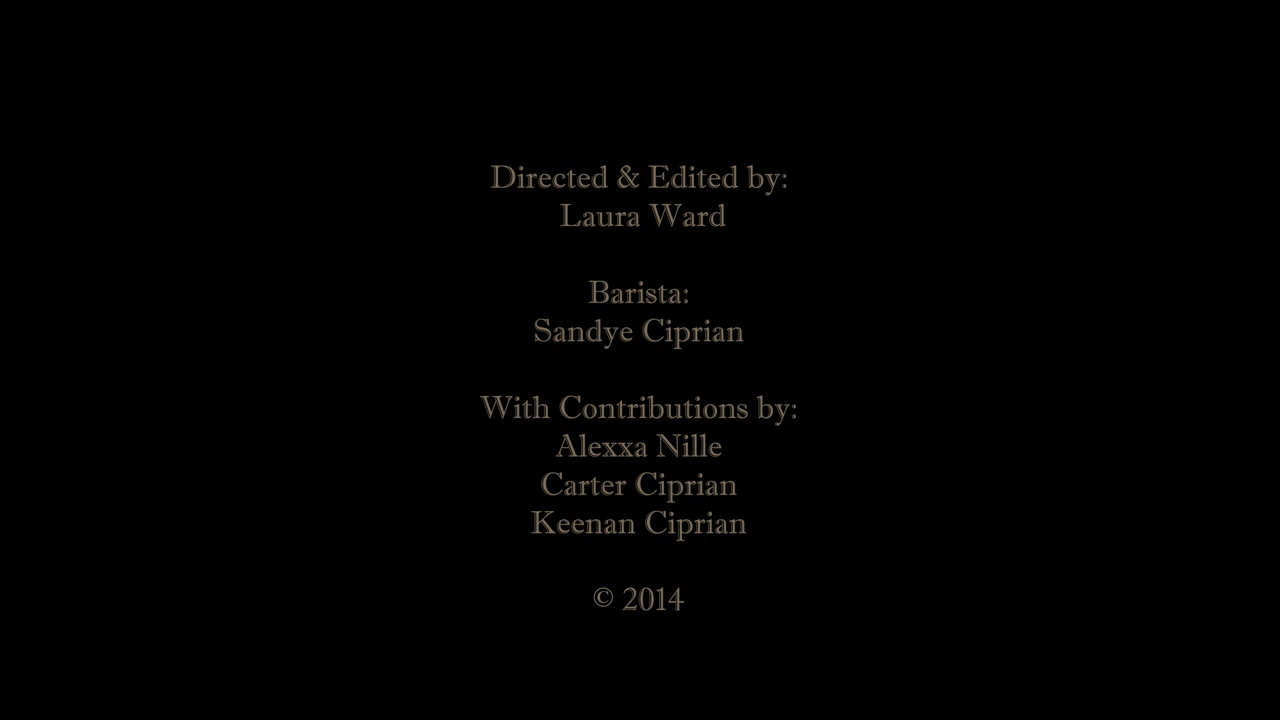 Directed & Edited by:
Laura Ward
Barista:
Sandye Ciprian
With Contributions by:
Alexxa Nille
Carter Ciprian
Keenan Ciprian
© 2014